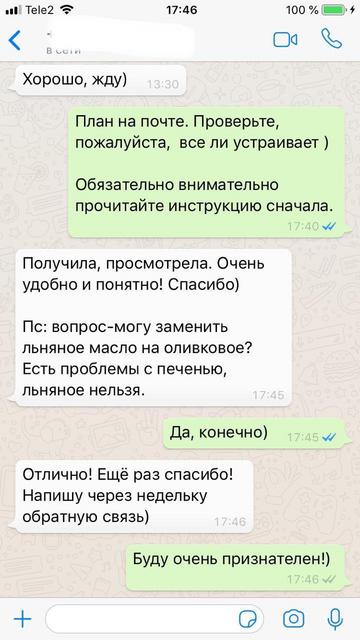 Tele2
17:46
100 %
в сети
Хорошо, жду)
13:30
План на почте. Проверьте,
пожалуйста, все ли устраивает )
Обязательно внимательно
прочитайте инструкцию сначала.
17:40
Получила, просмотрела. Очень
удобно и понятно! Спасибо)
Пс: вопрос-могу заменить
льняное масло на оливковое?
Есть проблемы с печенью,
льняное нельзя.
17:45
Да, конечно)
17:45
Отлично! Ещё раз спасибо!
Напишу через недельку
обратную связь)
17:46
Буду очень признателен!)
17:46